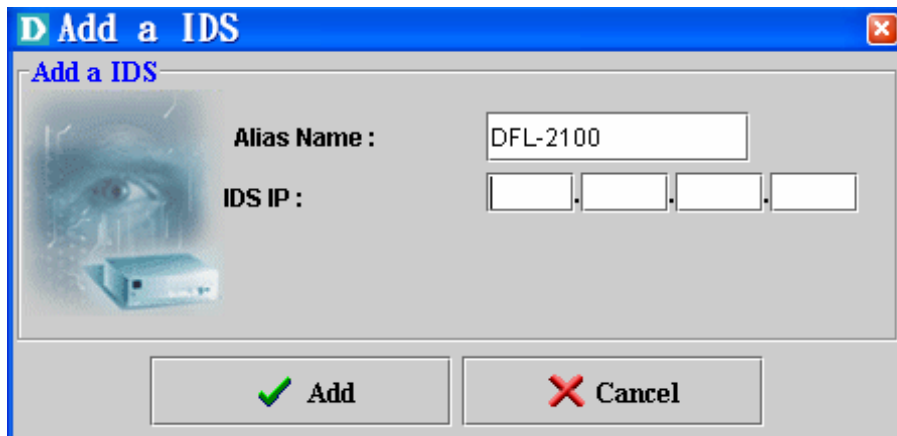 D Add a IDS
Add a IDS
Alias Name : DFL-2100
IDS IP : . . .
Add Cancel